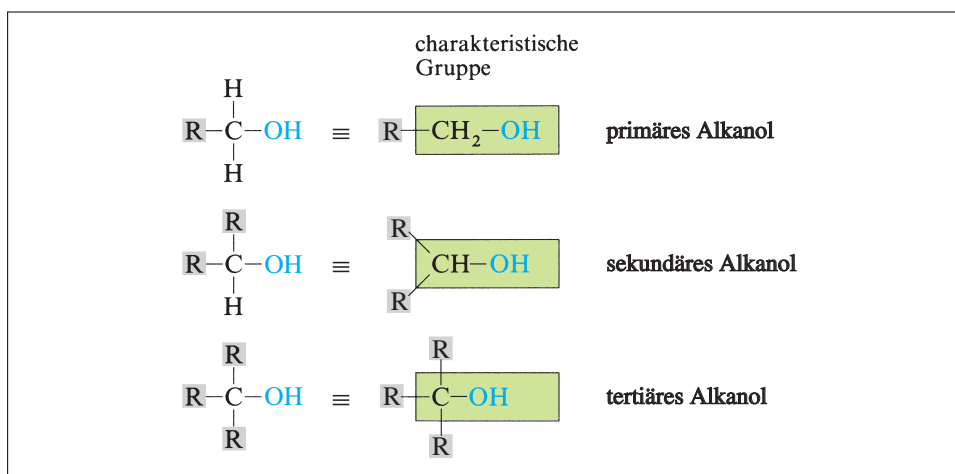 charakteristische
Gruppe
H
R–C–OH ≡ R–CH₂–OH primäres Alkanol
H
R
R
R–C–OH ≡ CH–OH sekundäres Alkanol
H
R
R
R
R–C–OH ≡ R–C–OH tertiäres Alkanol
R
R